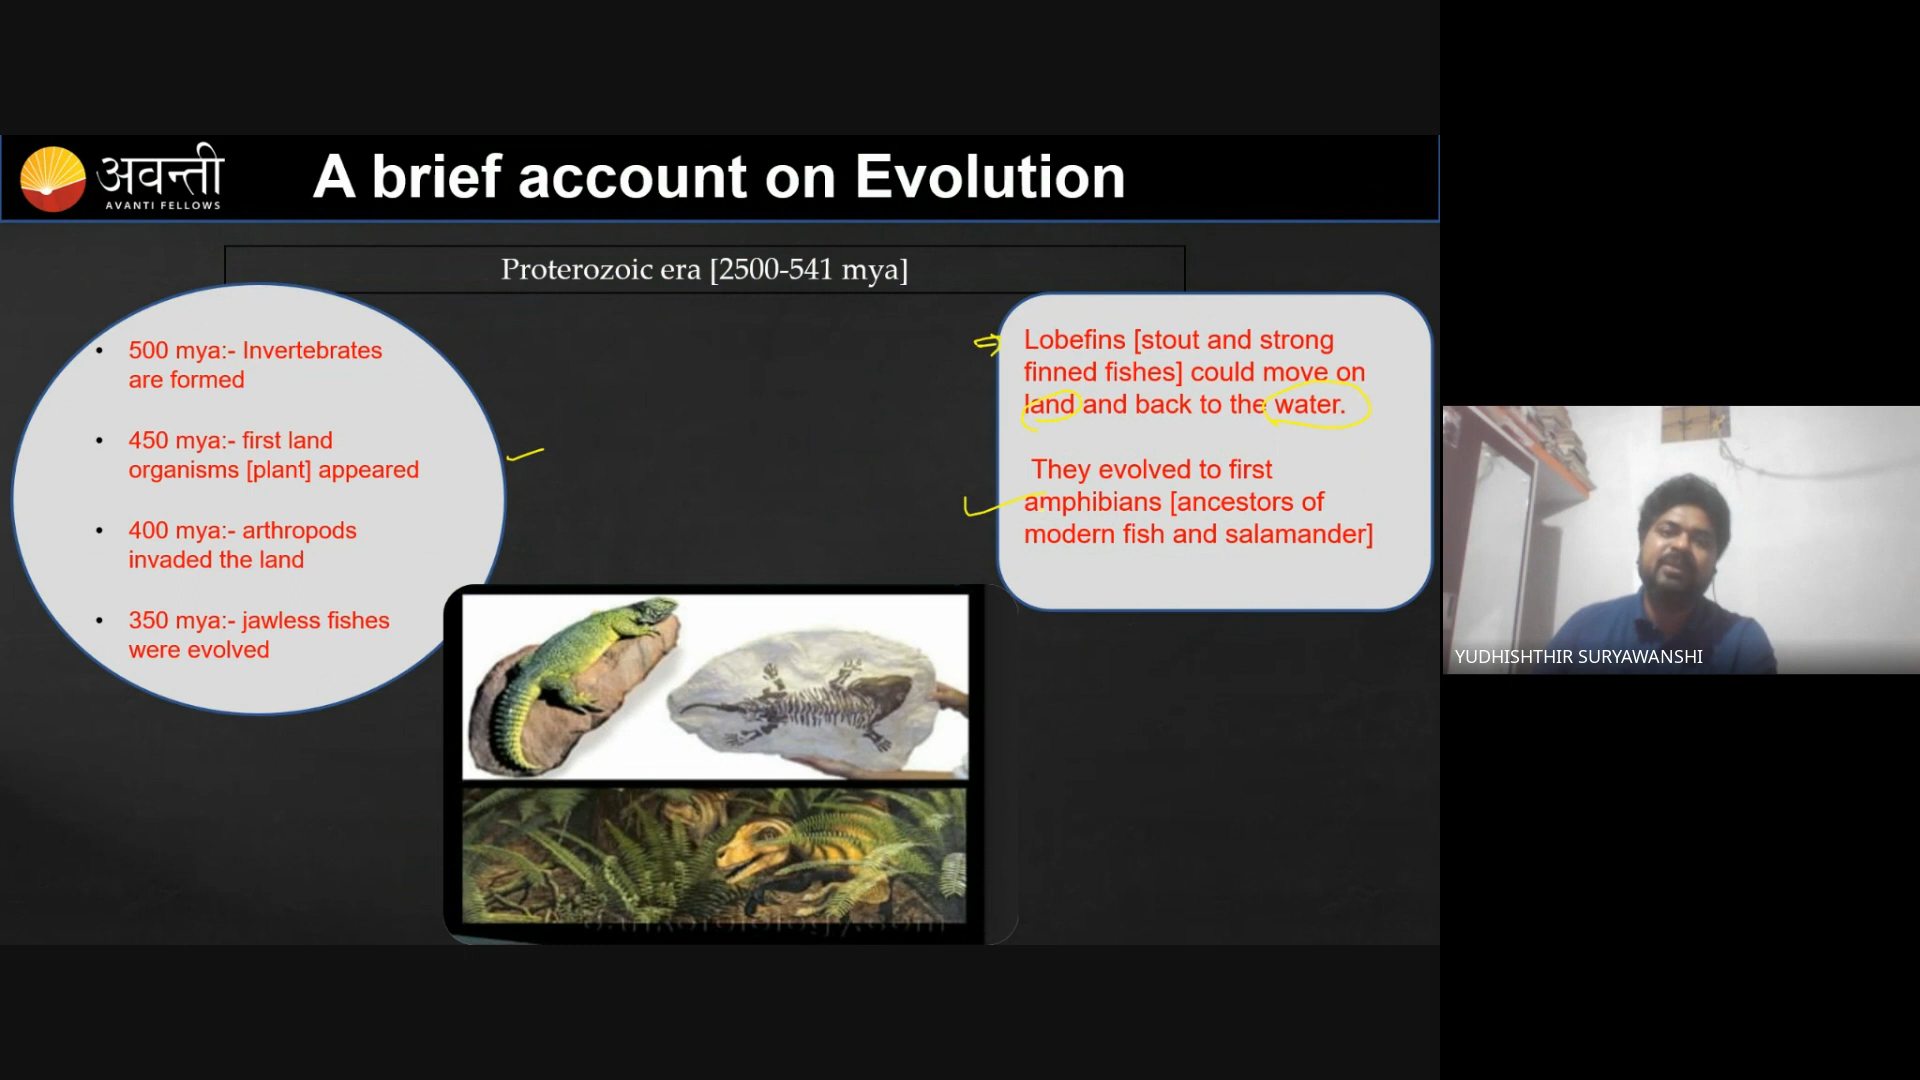 अवन्ती
AVANTI FELLOWS
A brief account on Evolution
Proterozoic era [2500-541 mya]
• 500 mya:- Invertebrates
are formed
• 450 mya:- first land
organisms [plant] appeared
• 400 mya:- arthropods
invaded the land
• 350 mya:- jawless fishes
were evolved
Lobefins [stout and strong
finned fishes] could move on
land and back to the water.
They evolved to first
amphibians [ancestors of
modern fish and salamander]
YUDHISHTHIR SURYAWANSHI